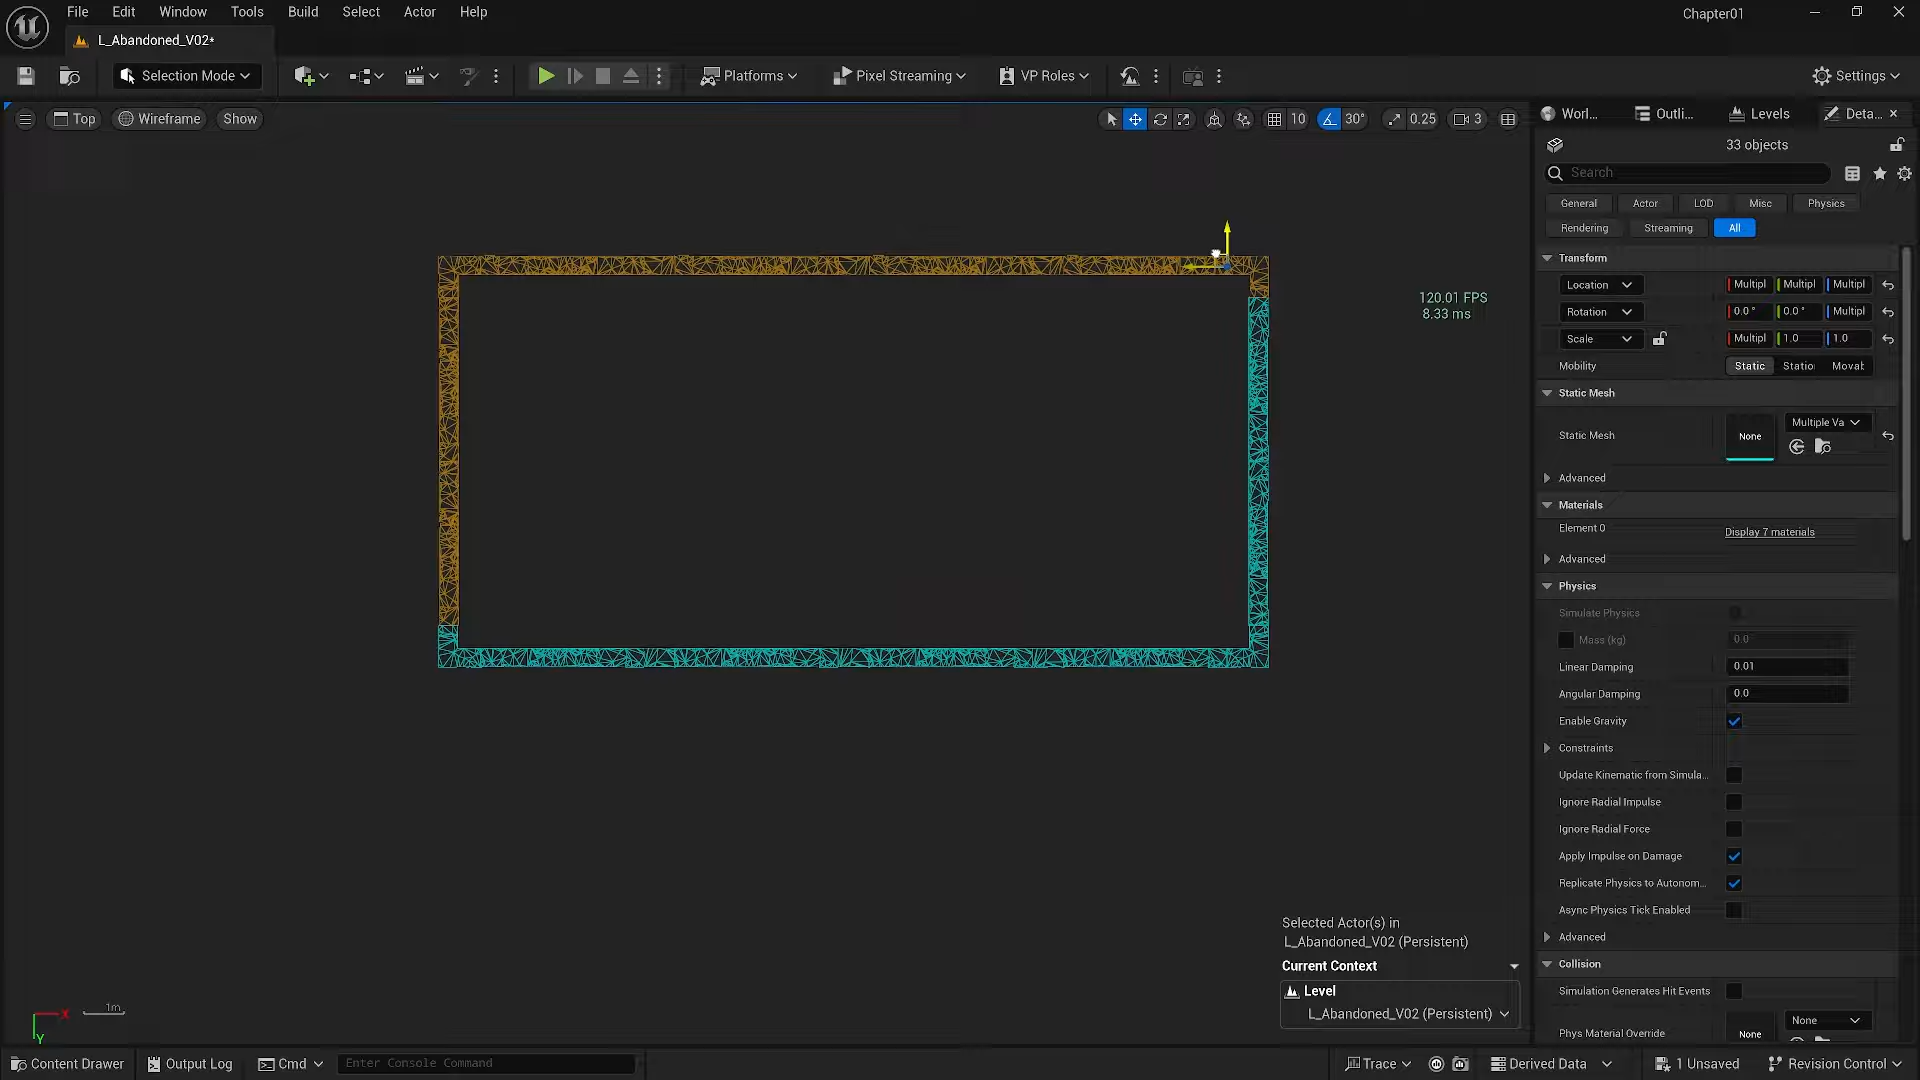 File Edit Window Tools Build Select Actor Help
Chapter01
L_Abandoned_V02*
Selection Mode
Platforms
Pixel Streaming
VP Roles
Settings
Top Wireframe Show
10 30° 0.25 3
Worl... Outli... Levels Deta...
33 objects
Search
General Actor LOD Misc Physics
Rendering Streaming All
Transform
Location Multipl Multipl Multipl
Rotation 0.0 ° 0.0 ° Multipl
Scale Multipl 1.0 1.0
Mobility Static Statio Movat
Static Mesh
Static Mesh None Multiple Va
Advanced
Materials
Element 0 Display 7 materials
Advanced
Physics
Simulate Physics
Mass (kg) 0.0
Linear Damping 0.01
Angular Damping 0.0
Enable Gravity
Constraints
Update Kinematic from Simula...
Ignore Radial Impulse
Ignore Radial Force
Apply Impulse on Damage
Replicate Physics to Autonom...
Async Physics Tick Enabled
Advanced
Collision
Simulation Generates Hit Events
Phys Material Override None None
120.01 FPS
8.33 ms
Selected Actor(s) in
L_Abandoned_V02 (Persistent)
Current Context
Level
L_Abandoned_V02 (Persistent)
1m
X
Y
Content Drawer Output Log Cmd Enter Console Command Trace Derived Data 1 Unsaved Revision Control